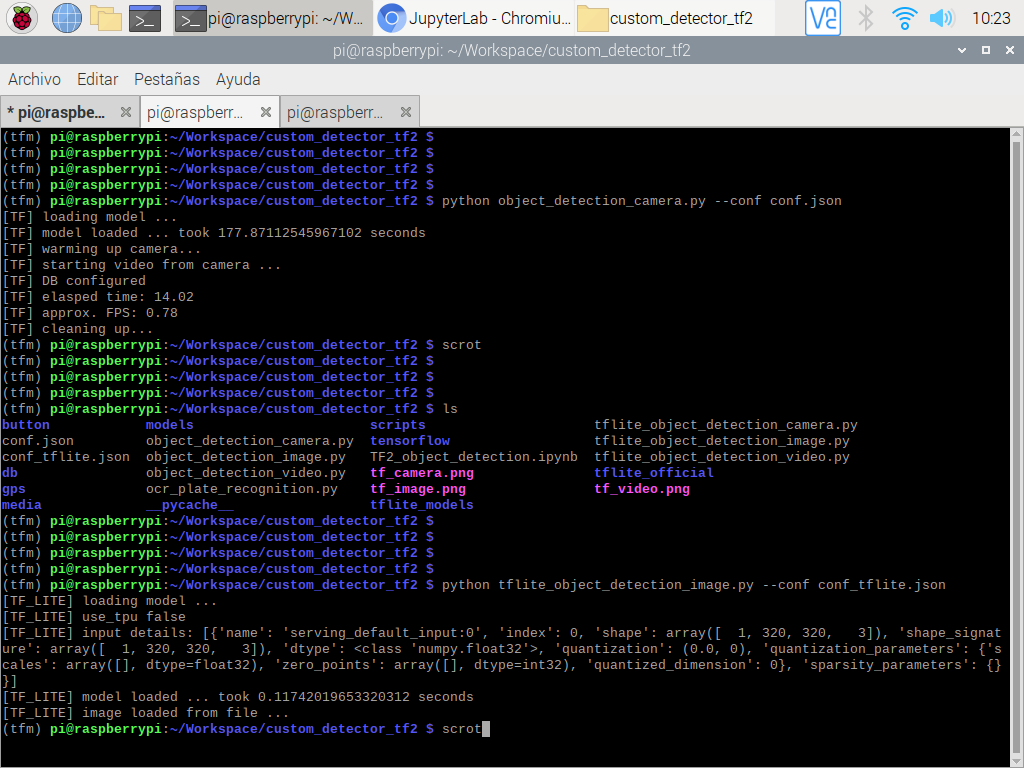 pi@raspberrypi: ~/W... JupyterLab - Chromiu... custom_detector_tf2 VE 10:23
pi@raspberrypi: ~/Workspace/custom_detector_tf2
Archivo Editar Pestañas Ayuda
* pi@raspbe... pi@raspberr... pi@raspberr...
(tfm) pi@raspberrypi:~/Workspace/custom_detector_tf2 $
(tfm) pi@raspberrypi:~/Workspace/custom_detector_tf2 $
(tfm) pi@raspberrypi:~/Workspace/custom_detector_tf2 $
(tfm) pi@raspberrypi:~/Workspace/custom_detector_tf2 $
(tfm) pi@raspberrypi:~/Workspace/custom_detector_tf2 $ python object_detection_camera.py --conf conf.json
[TF] loading model ...
[TF] model loaded ... took 177.87112545967102 seconds
[TF] warming up camera...
[TF] starting video from camera ...
[TF] DB configured
[TF] elasped time: 14.02
[TF] approx. FPS: 0.78
[TF] cleaning up...
(tfm) pi@raspberrypi:~/Workspace/custom_detector_tf2 $ scrot
(tfm) pi@raspberrypi:~/Workspace/custom_detector_tf2 $
(tfm) pi@raspberrypi:~/Workspace/custom_detector_tf2 $
(tfm) pi@raspberrypi:~/Workspace/custom_detector_tf2 $
(tfm) pi@raspberrypi:~/Workspace/custom_detector_tf2 $ ls
button models scripts tflite_object_detection_camera.py
conf.json object_detection_camera.py tensorflow tflite_object_detection_image.py
conf_tflite.json object_detection_image.py TF2_object_detection.ipynb tflite_object_detection_video.py
db object_detection_video.py tf_camera.png tflite_official
gps ocr_plate_recognition.py tf_image.png tf_video.png
media __pycache__ tflite_models
(tfm) pi@raspberrypi:~/Workspace/custom_detector_tf2 $
(tfm) pi@raspberrypi:~/Workspace/custom_detector_tf2 $
(tfm) pi@raspberrypi:~/Workspace/custom_detector_tf2 $
(tfm) pi@raspberrypi:~/Workspace/custom_detector_tf2 $
(tfm) pi@raspberrypi:~/Workspace/custom_detector_tf2 $ python tflite_object_detection_image.py --conf conf_tflite.json
[TF_LITE] loading model ...
[TF_LITE] use_tpu false
[TF_LITE] input details: [{'name': 'serving_default_input:0', 'index': 0, 'shape': array([  1, 320, 320,   3]), 'shape_signat
ure': array([  1, 320, 320,   3]), 'dtype': <class 'numpy.float32'>, 'quantization': (0.0, 0), 'quantization_parameters': {'s
cales': array([], dtype=float32), 'zero_points': array([], dtype=int32), 'quantized_dimension': 0}, 'sparsity_parameters': {}
}]
[TF_LITE] model loaded ... took 0.11742019653320312 seconds
[TF_LITE] image loaded from file ...
(tfm) pi@raspberrypi:~/Workspace/custom_detector_tf2 $ scrot